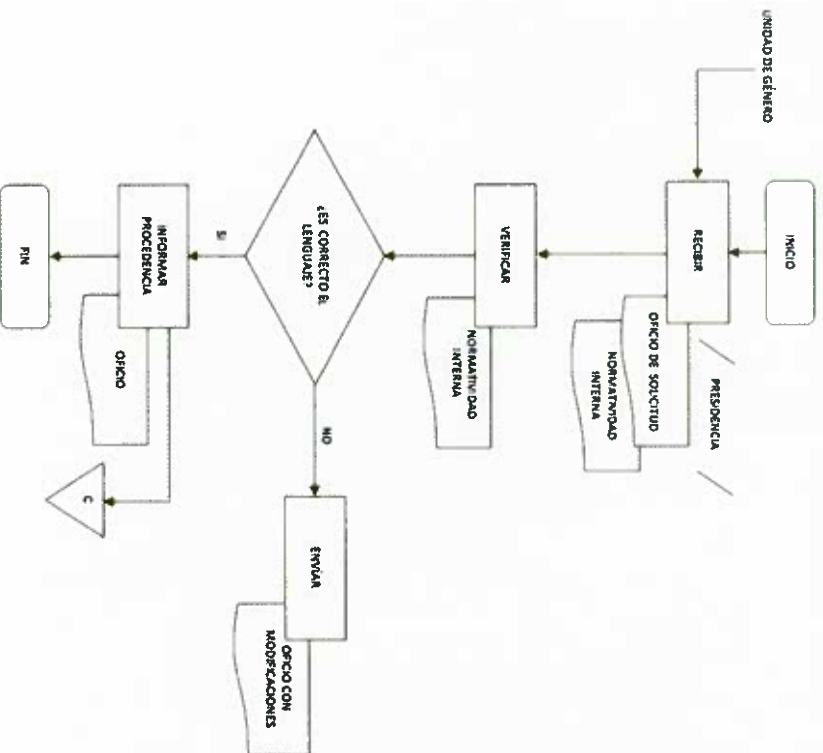 UNIDAD DE GÉNERO
INICIO
RECIBIR
OFICIO DE SOLICITUD
NORMATIVIDAD
INTERNA
PRESIDENCIA
VERIFICAR
NORMATIVIDAD
INTERNA
¿ES CORRECTO EL
LENGUAJE?
NO
ENVIAR
OFICIO CON
MODIFICACIONES
SI
INFORMAR
PROCEDENCIA
OFICIO
C
FIN